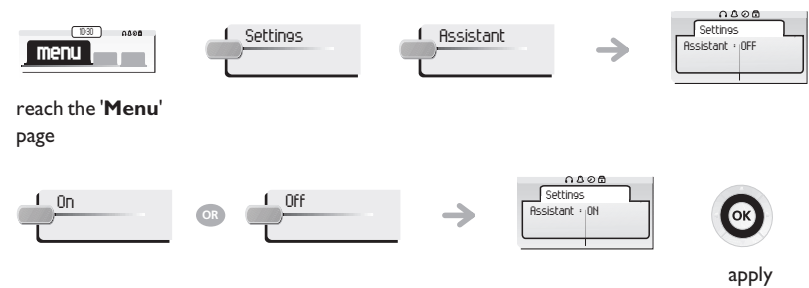 10:30
menu
Settings
Assistant
Settings
Assistant : OFF
reach the 'Menu'
page
On
OR
Off
Settings
Assistant : ON
OK
apply